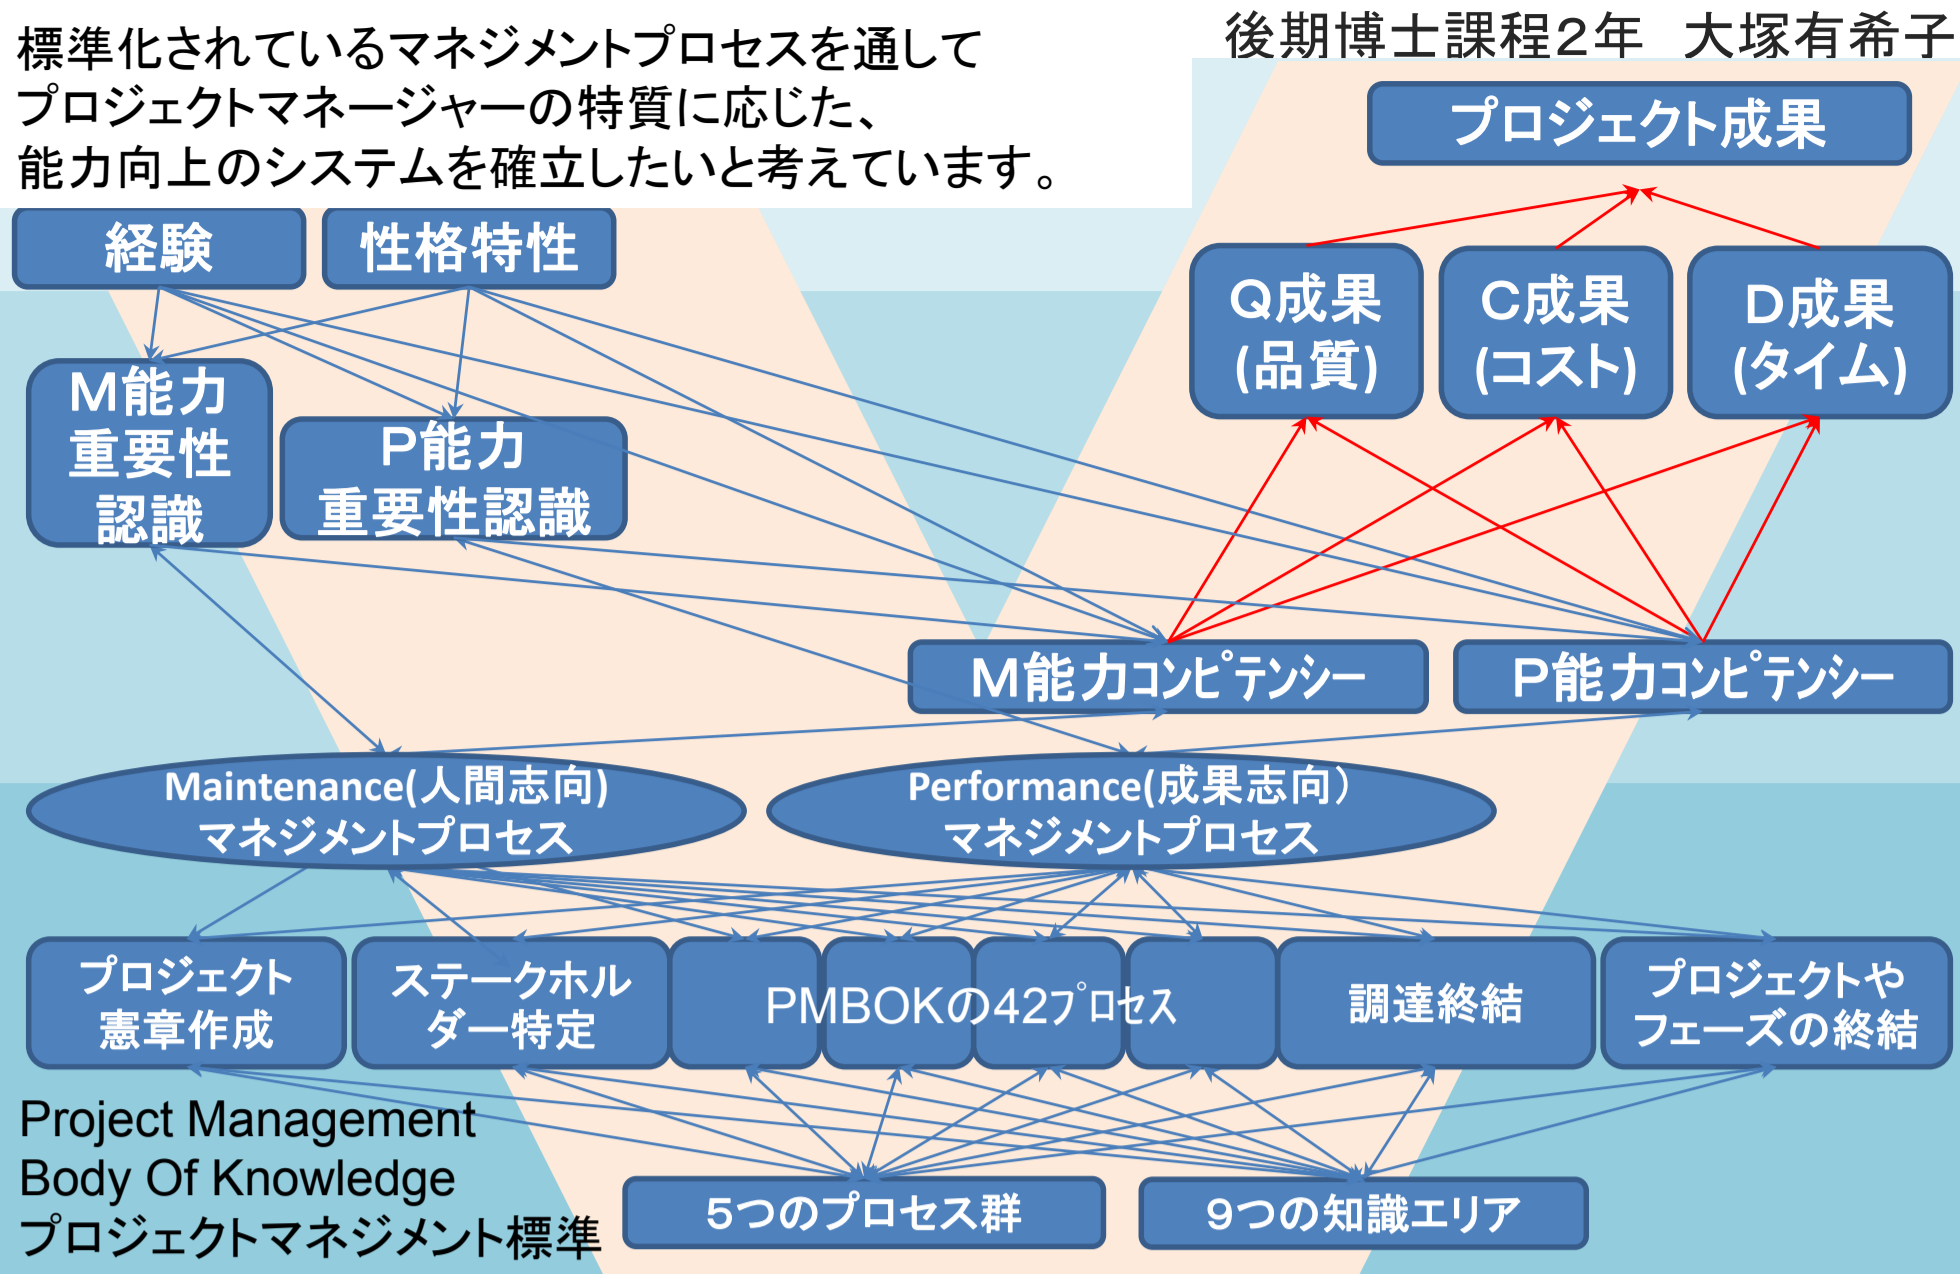 標準化されているマネジメントプロセスを通して
プロジェクトマネージャーの特質に応じた、
能力向上のシステムを確立したいと考えています。
後期博士課程２年　大塚有希子
プロジェクト成果
経験
性格特性
Ｑ成果
(品質)
Ｃ成果
(コスト)
Ｄ成果
(タイム)
Ｍ能力
重要性
認識
Ｐ能力
重要性認識
Ｍ能力ｺﾝﾋﾟﾃﾝｼｰ
Ｐ能力ｺﾝﾋﾟﾃﾝｼｰ
Maintenance(人間志向)
マネジメントプロセス
Performance(成果志向）
マネジメントプロセス
プロジェクト
憲章作成
ステークホル
ダー特定
PMBOKの42ﾌﾟﾛｾｽ
調達終結
プロジェクトや
フェーズの終結
Project Management
Body Of Knowledge
プロジェクトマネジメント標準
５つのプロセス群
９つの知識エリア